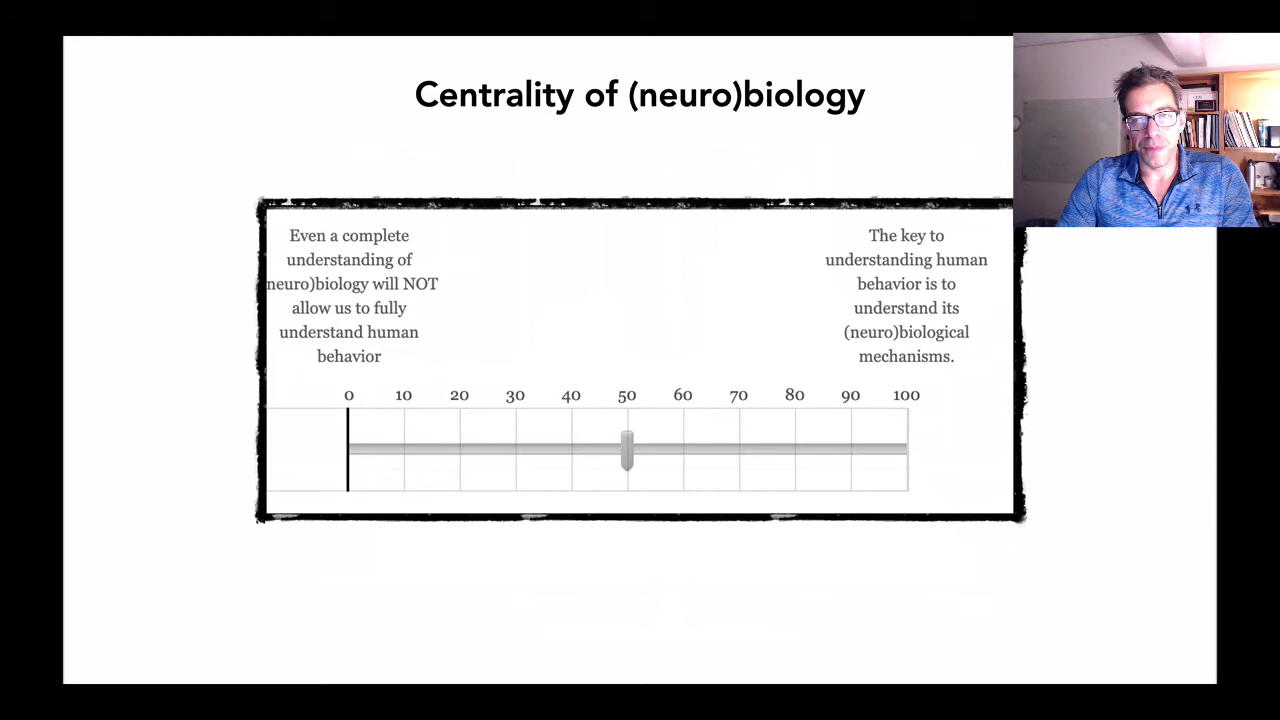 Centrality of (neuro)biology
Even a complete
understanding of
neuro)biology will NOT
allow us to fully
understand human
behavior
The key to
understanding human
behavior is to
understand its
(neuro)biological
mechanisms.
0 10 20 30 40 50 60 70 80 90 100